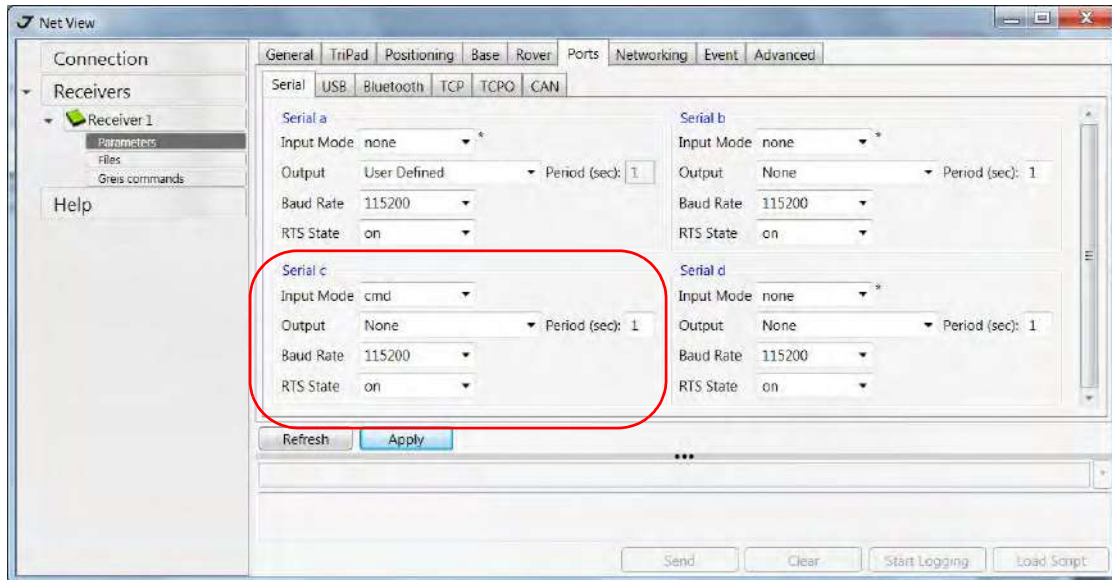 Net View
Connection
Receivers
Receiver 1
Parameters
Files
Greis commands
Help
General TriPad Positioning Base Rover Ports Networking Event Advanced
Serial USB Bluetooth TCP TCPO CAN
Serial a
Input Mode none *
Output User Defined Period (sec): 1
Baud Rate 115200
RTS State on
Serial b
Input Mode none *
Output None Period (sec): 1
Baud Rate 115200
RTS State on
Serial c
Input Mode cmd
Output None Period (sec): 1
Baud Rate 115200
RTS State on
Serial d
Input Mode none *
Output None Period (sec): 1
Baud Rate 115200
RTS State on
Refresh Apply
Send Clear Start Logging Load Script